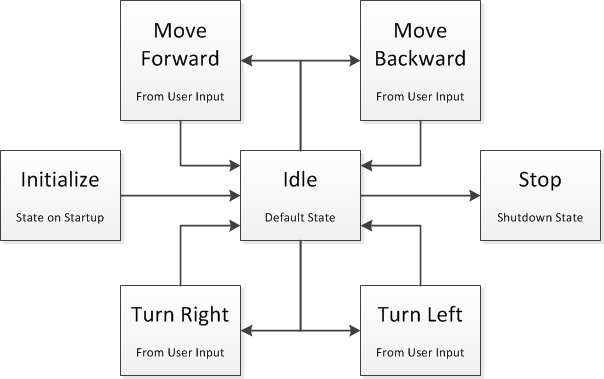 Move
Forward
From User Input
Move
Backward
From User Input
Initialize
State on Startup
Idle
Default State
Stop
Shutdown State
Turn Right
From User Input
Turn Left
From User Input